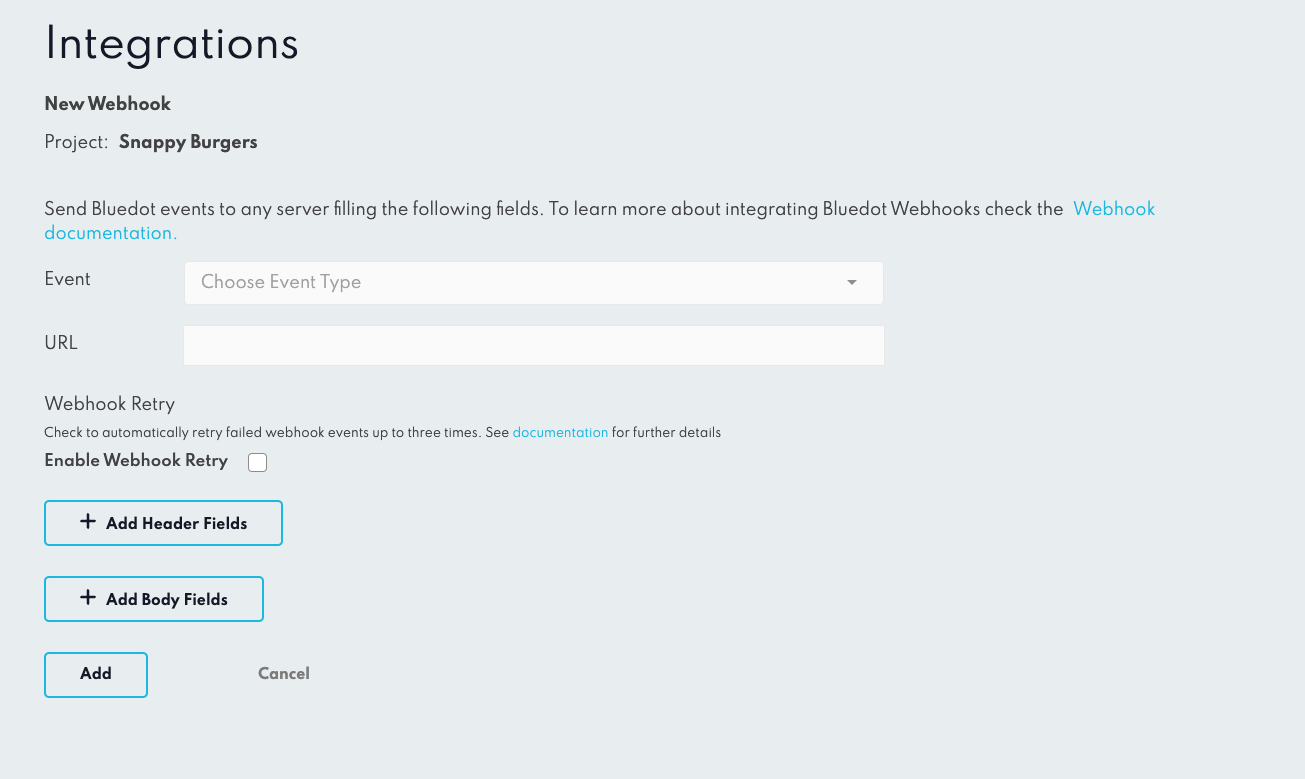 Integrations
New Webhook
Project: Snappy Burgers
Send Bluedot events to any server filling the following fields. To learn more about integrating Bluedot Webhooks check the Webhook
documentation.
Event
Choose Event Type
URL
Webhook Retry
Check to automatically retry failed webhook events up to three times. See documentation for further details
Enable Webhook Retry
+ Add Header Fields
+ Add Body Fields
Add Cancel